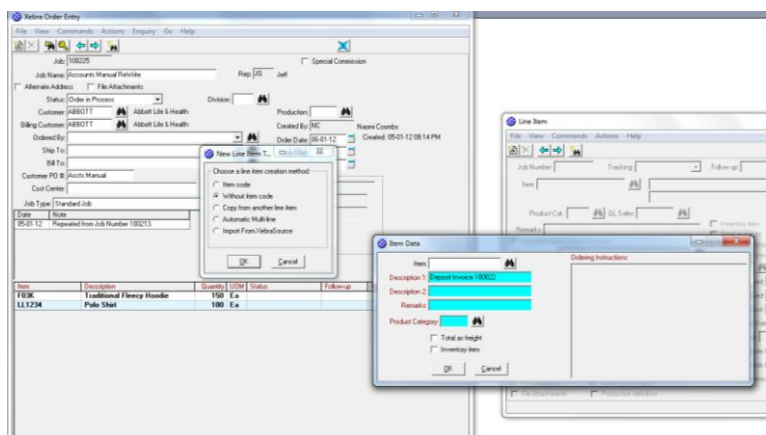 Xebra Order Entry
File View Commands Actions Enquiry Go Help
Job: 100225
Special Commission
Job Name: Accounts Manual ReWrite
Rep: JG Jeff
Alternate Address
File Attachments
Status: Order in Process
Division:
Customer: ABBOTT
Abbott Life & Health
Production:
Billing Customer: ABBOTT
Abbott Life & Health
Created By: NC
Naomi Coombs
Ordered By:
Order Date: 06-01-12
Created: 05-01-12 08:14 PM
Ship To:
Bill To:
Customer PO #: Accts Manual
Cost Center:
Job Type: Standard Job
Date Note
05-01-12 Repeated from Job Number 100213.
Item Description Quantity UOM Status Follow-up
F03K Traditional Fleecy Hoodie 150 Ea
LL1234 Polo Shirt 100 Ea
New Line Item T...
Choose a line item creation method
Item code
Without item code
Copy from another line item
Automatic Multi-line
Import From XebraSource
OK Cancel
Line Item
File View Commands Actions Help
Job Number:
Tracking:
Follow-up:
Item:
Product Cat.:
GL Sales:
Inventory item
Remarks:
Item Data
Item:
Ordering Instructions:
Description 1: Deposit Invoice 100022
Description 2:
Remarks:
Product Category:
Total as freight
Inventory item
OK Cancel
File Attachments
Production definition